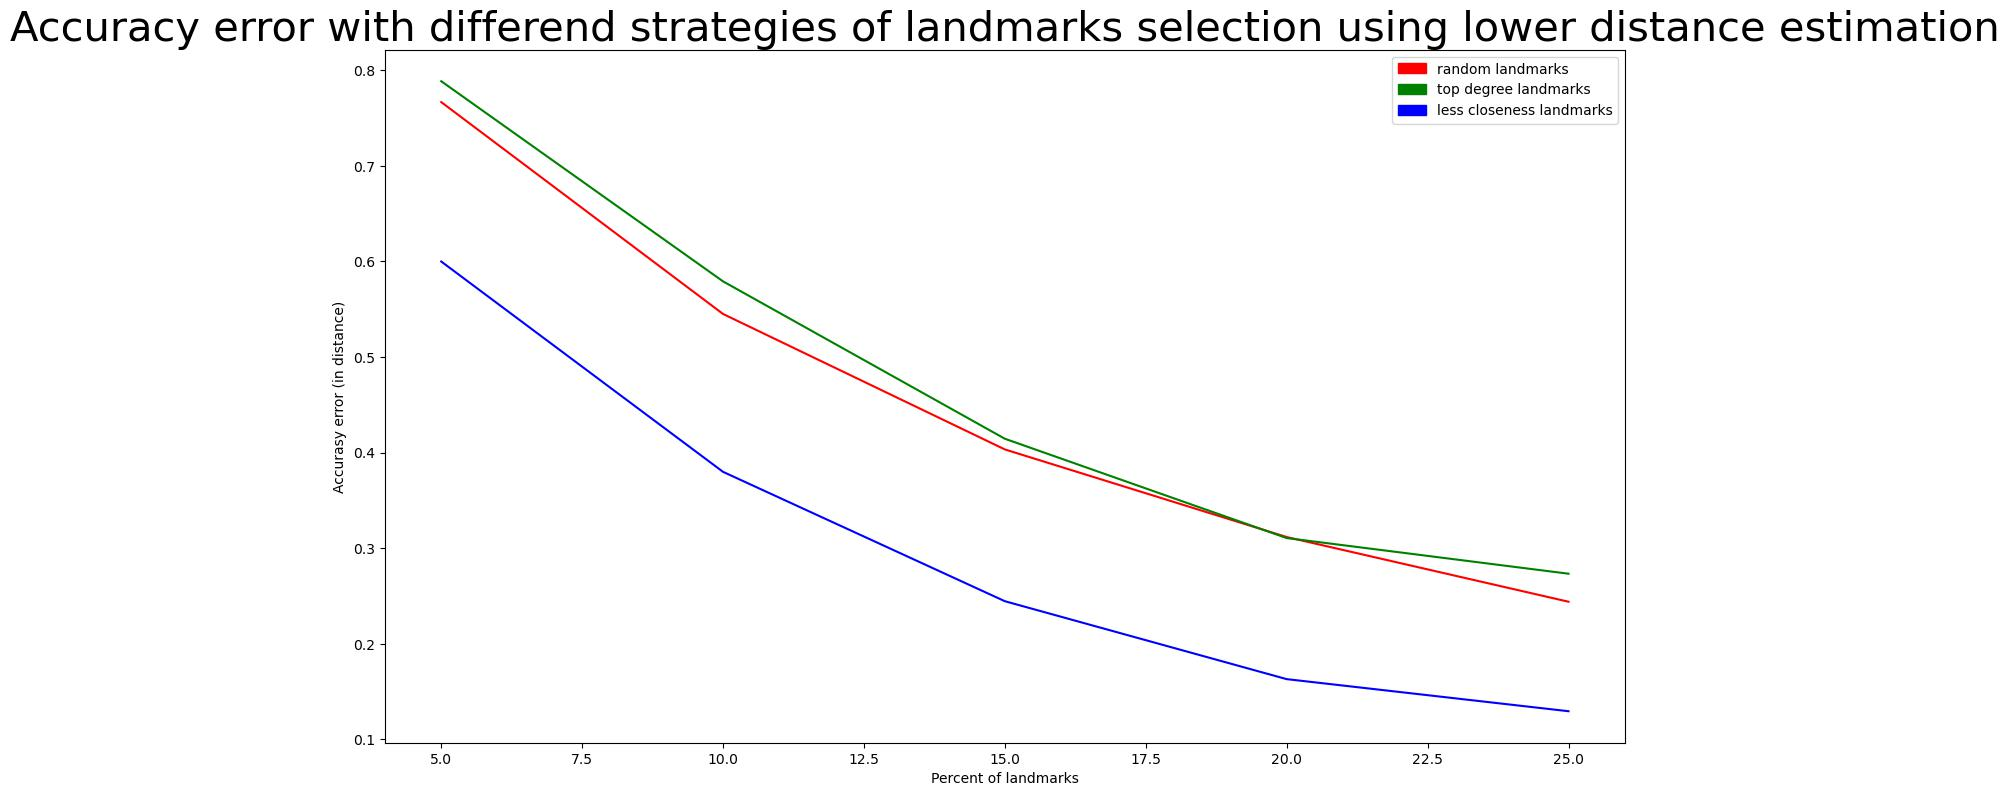 Accuracy error with differend strategies of landmarks selection using lower distance estimation
random landmarks
top degree landmarks
less closeness landmarks
Accurasy error (in distance)
0.8
0.7
0.6
0.5
0.4
0.3
0.2
0.1
5.0 7.5 10.0 12.5 15.0 17.5 20.0 22.5 25.0
Percent of landmarks